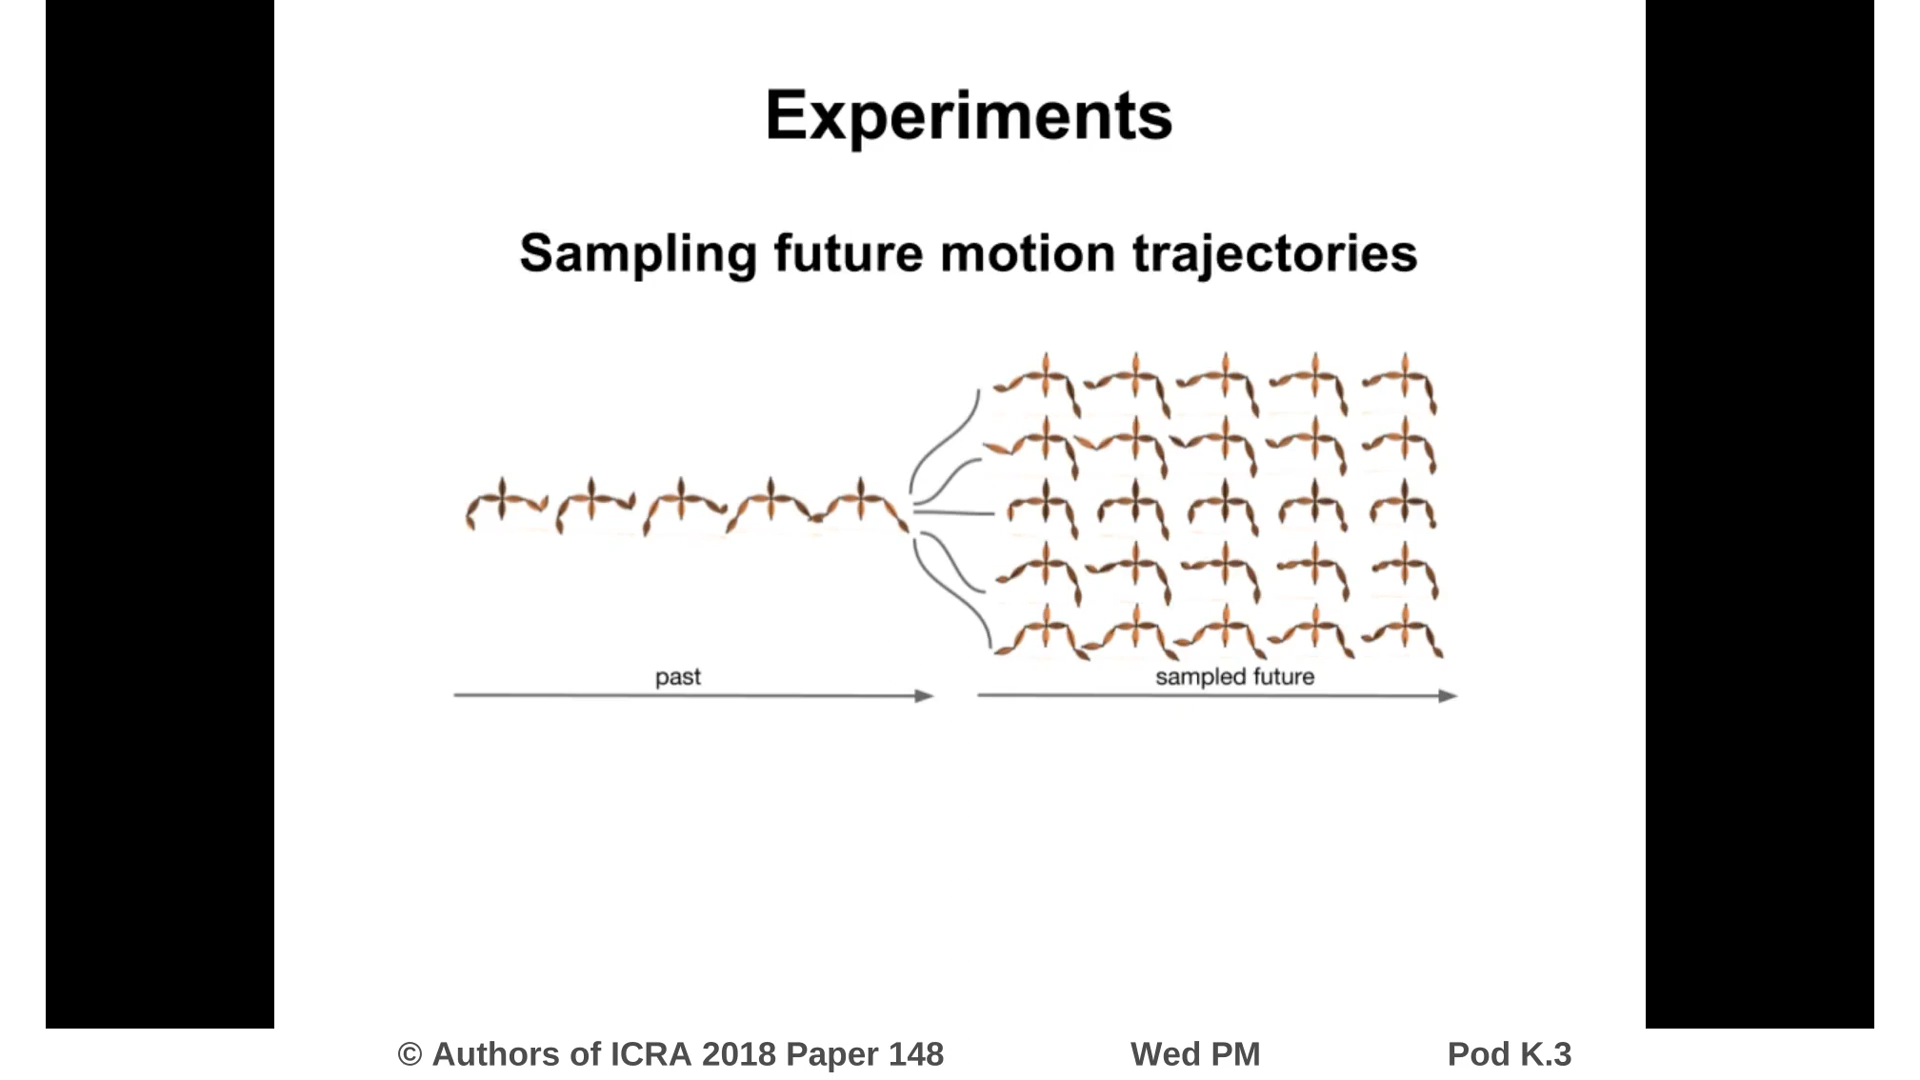 Experiments
Sampling future motion trajectories
past
sampled future
© Authors of ICRA 2018 Paper 148 Wed PM Pod K.3